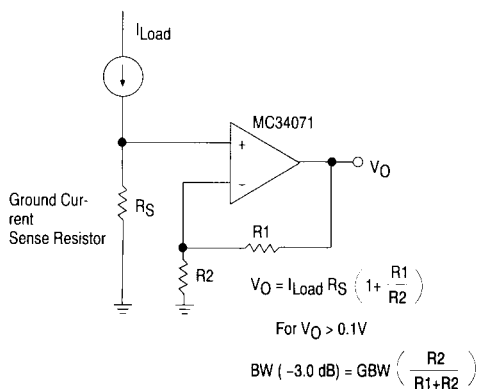 ILoad
MC34071
+
−
VO
Ground Cur-
rent
Sense Resistor
RS
R1
R2
VO = ILoad RS ( 1+ R1/R2 )
For VO > 0.1V
BW ( −3.0 dB) = GBW ( R2/R1+R2 )